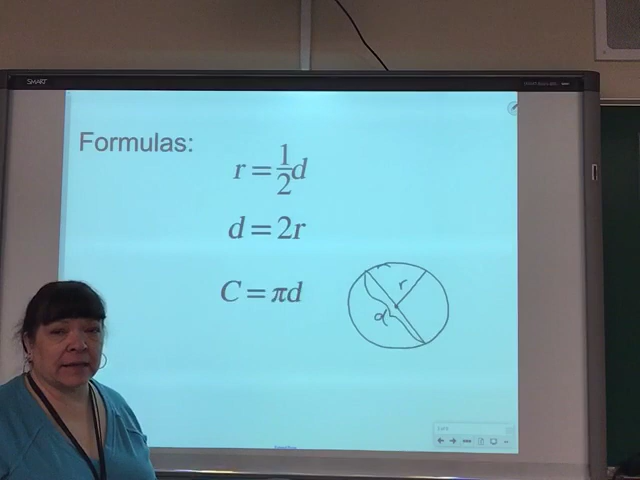 SMART
Formulas:
r = 1/2 d
d = 2r
C = πd
r
d